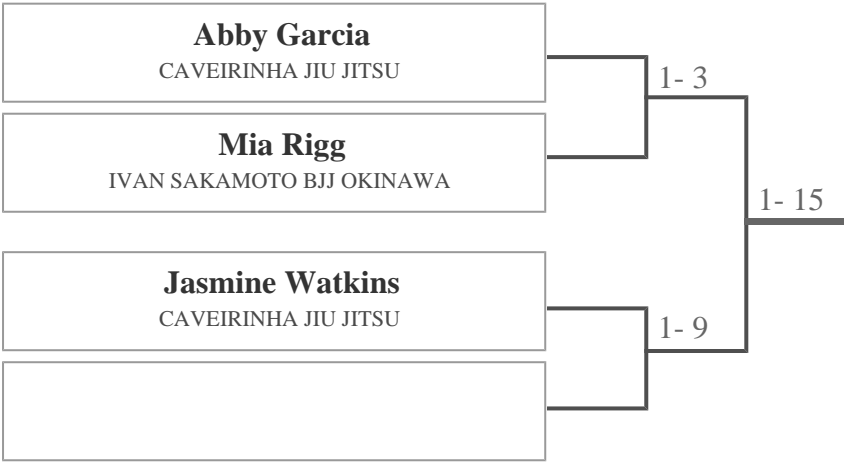 Abby Garcia
CAVEIRINHA JIU JITSU
1- 3
Mia Rigg
IVAN SAKAMOTO BJJ OKINAWA
1- 15
Jasmine Watkins
CAVEIRINHA JIU JITSU
1- 9